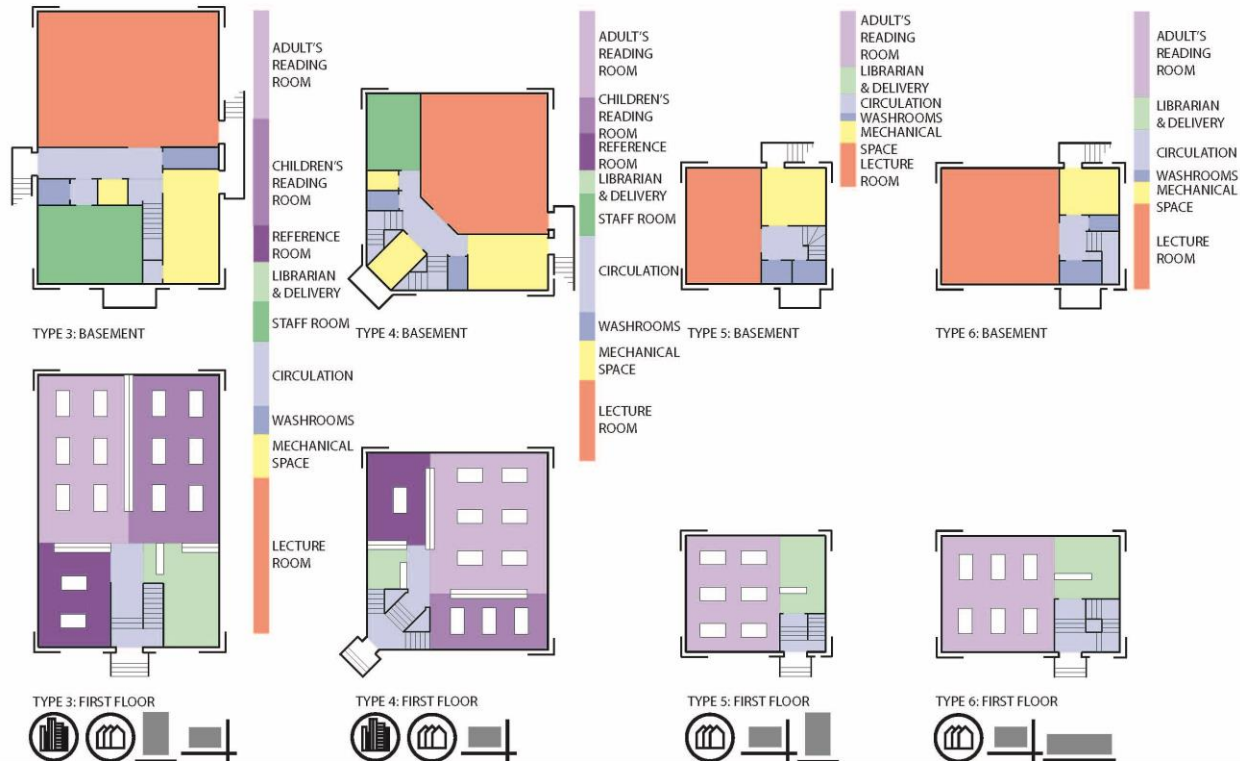 ADULT'S
READING
ROOM
CHILDREN'S
READING
ROOM
REFERENCE
ROOM
LIBRARIAN
& DELIVERY
STAFF ROOM
CIRCULATION
WASHROOMS
MECHANICAL
SPACE
LECTURE
ROOM
TYPE 3: BASEMENT
TYPE 3: FIRST FLOOR
ADULT'S
READING
ROOM
CHILDREN'S
READING
ROOM
REFERENCE
ROOM
LIBRARIAN
& DELIVERY
STAFF ROOM
CIRCULATION
WASHROOMS
MECHANICAL
SPACE
LECTURE
ROOM
TYPE 4: BASEMENT
TYPE 4: FIRST FLOOR
ADULT'S
READING
ROOM
LIBRARIAN
& DELIVERY
CIRCULATION
WASHROOMS
MECHANICAL
SPACE
LECTURE
ROOM
TYPE 5: BASEMENT
TYPE 5: FIRST FLOOR
ADULT'S
READING
ROOM
LIBRARIAN
& DELIVERY
CIRCULATION
WASHROOMS
MECHANICAL
SPACE
LECTURE
ROOM
TYPE 6: BASEMENT
TYPE 6: FIRST FLOOR